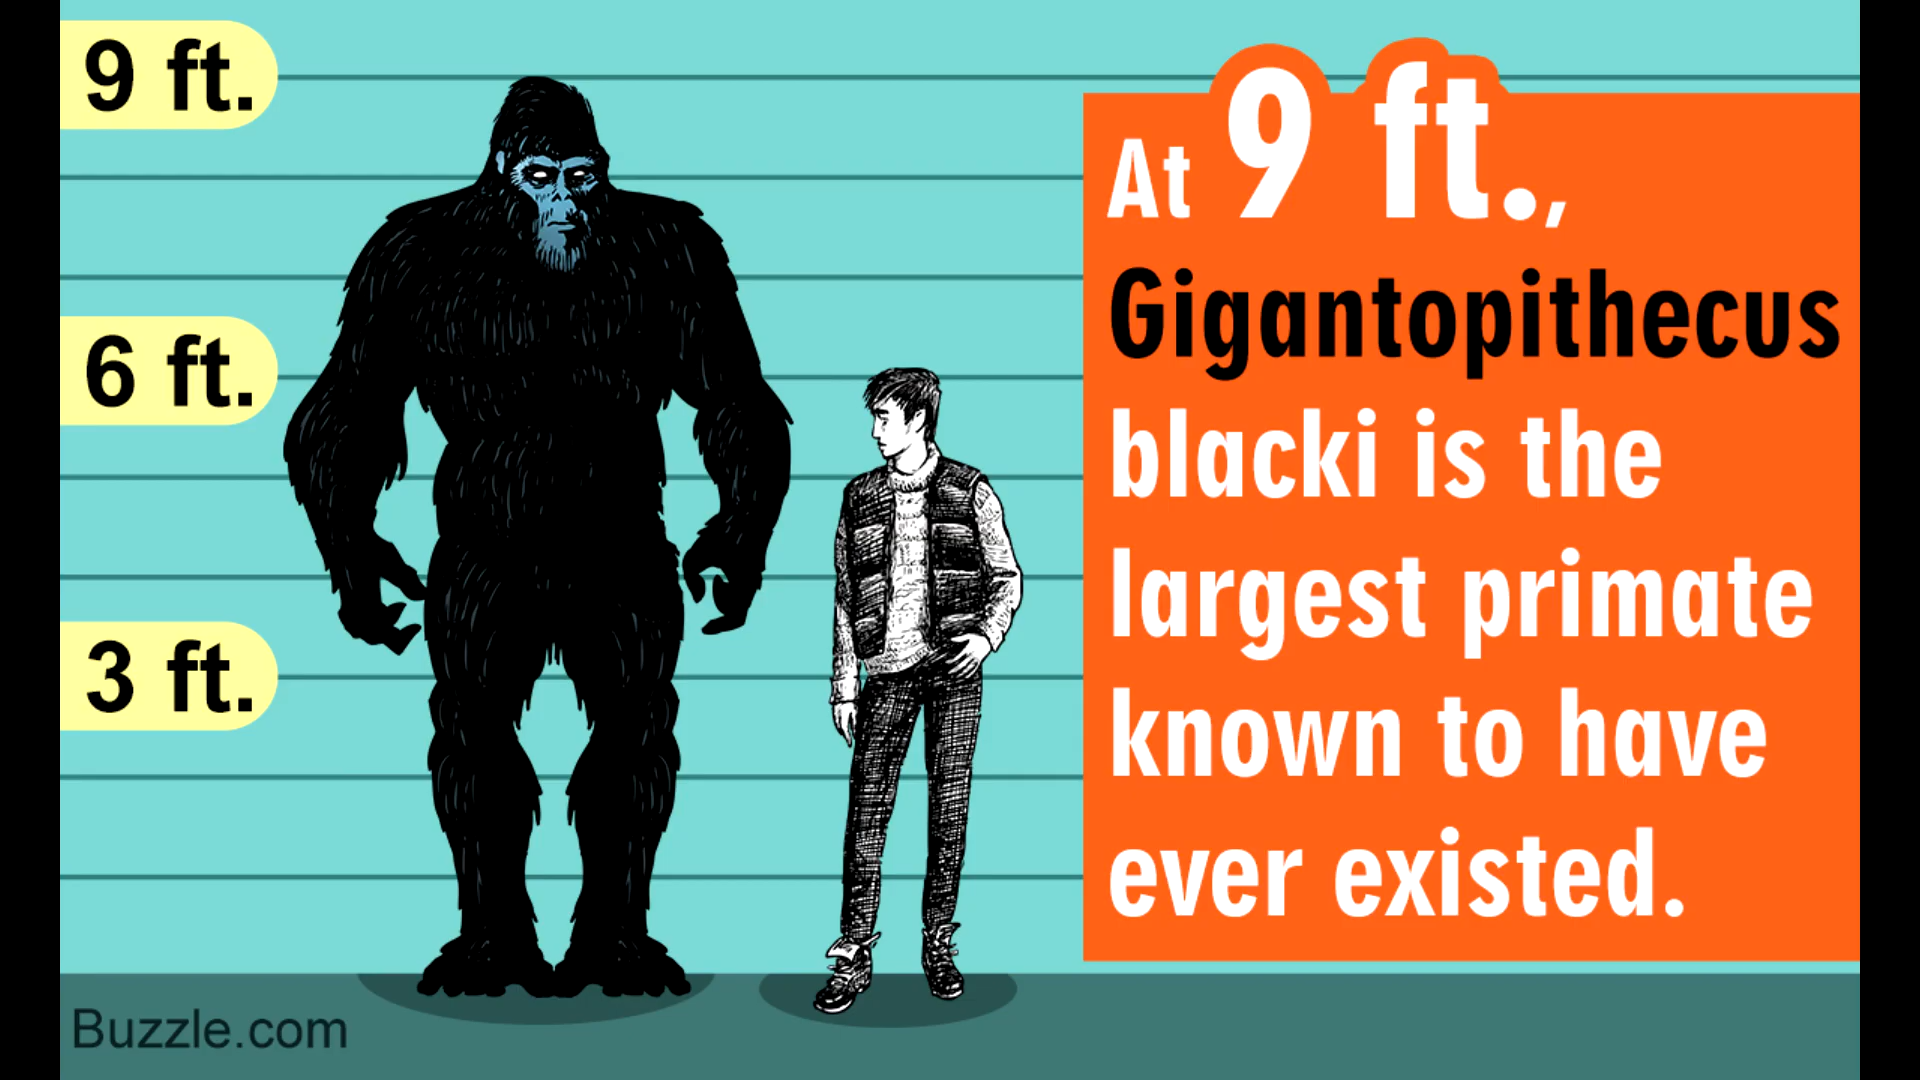 9 ft.
6 ft.
3 ft.
At 9 ft.,
Gigantopithecus
blacki is the
largest primate
known to have
ever existed.
Buzzle.com